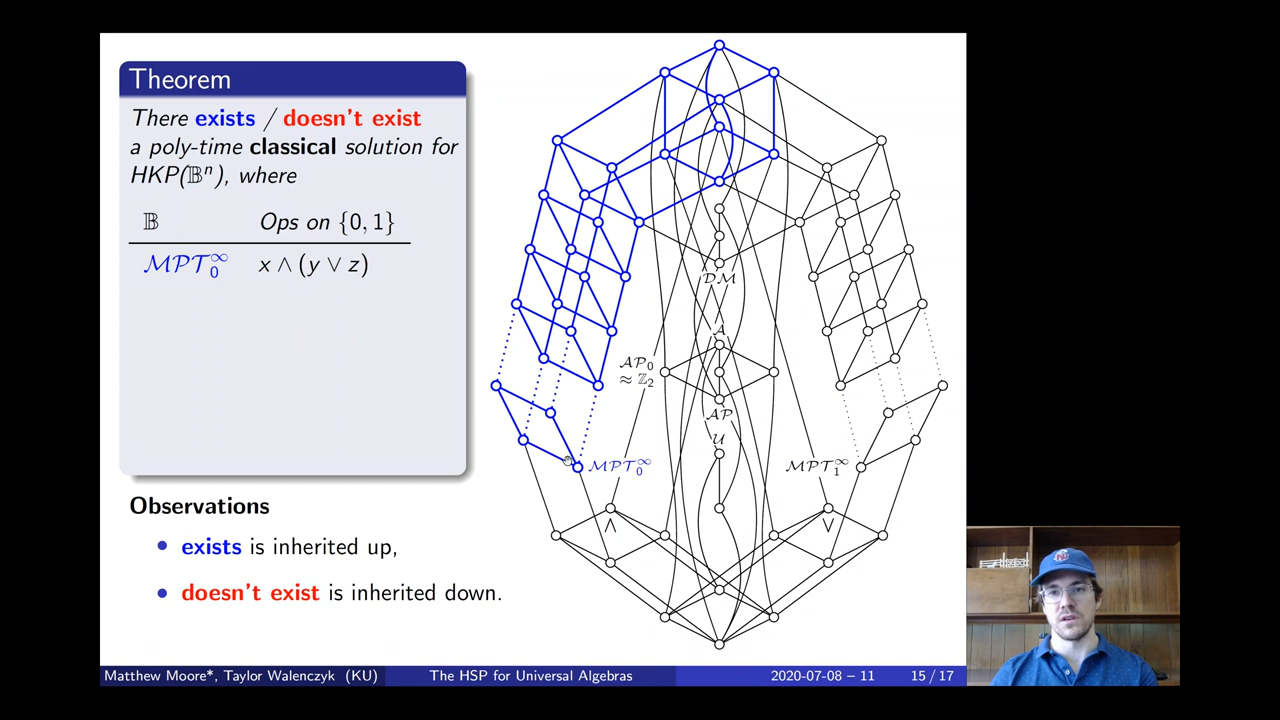 Theorem
There exists / doesn't exist
a poly-time classical solution for
HKP(𝔹ⁿ), where
𝔹 Ops on {0, 1}
ℳ𝒫𝒯₀^∞ x ∧ (y ∨ z)
Observations
• exists is inherited up,
• doesn't exist is inherited down.
𝒟ℳ
𝒜
𝒜𝒫₀
≈ ℤ₂
𝒜𝒫
𝒰
ℳ𝒫𝒯₀^∞
ℳ𝒫𝒯₁^∞
∧
∨
Matthew Moore*, Taylor Walenczyk (KU) The HSP for Universal Algebras 2020-07-08 – 11 15 / 17